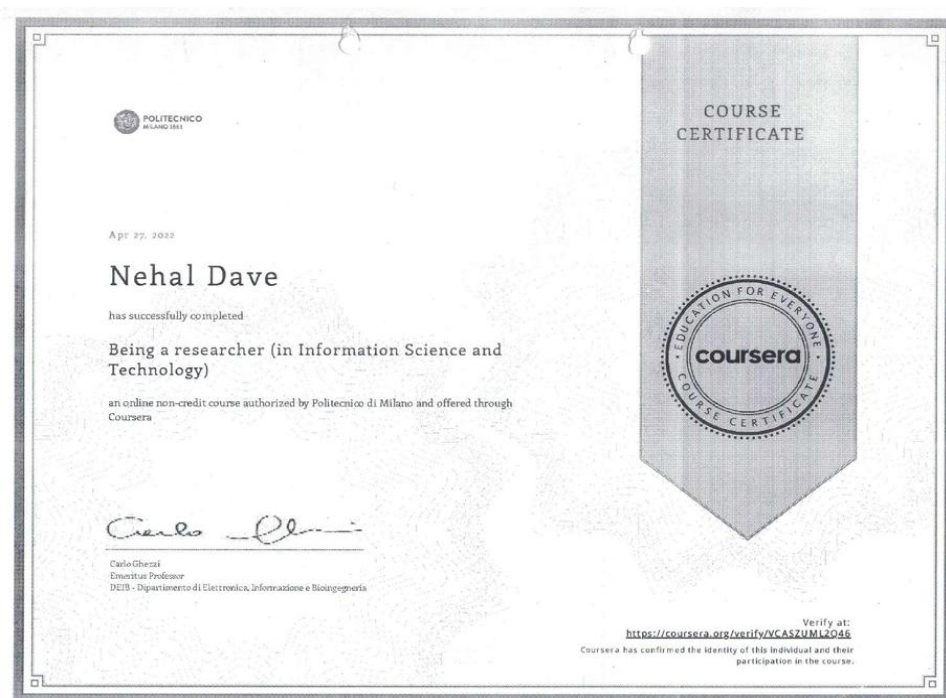 POLITECNICO
MILANO 1863
COURSE
CERTIFICATE
Apr 27, 2022
Nehal Dave
has successfully completed
Being a researcher (in Information Science and
Technology)
an online non-credit course authorized by Politecnico di Milano and offered through
Coursera
EDUCATION FOR EVERYONE
coursera
COURSE CERTIFICATE
Carlo Ghezzi
Emeritus Professor
DEIB - Dipartimento di Elettronica, Informazione e Bioingegneria
Verify at:
https://coursera.org/verify/VCASZUML2Q46
Coursera has confirmed the identity of this individual and their
participation in the course.